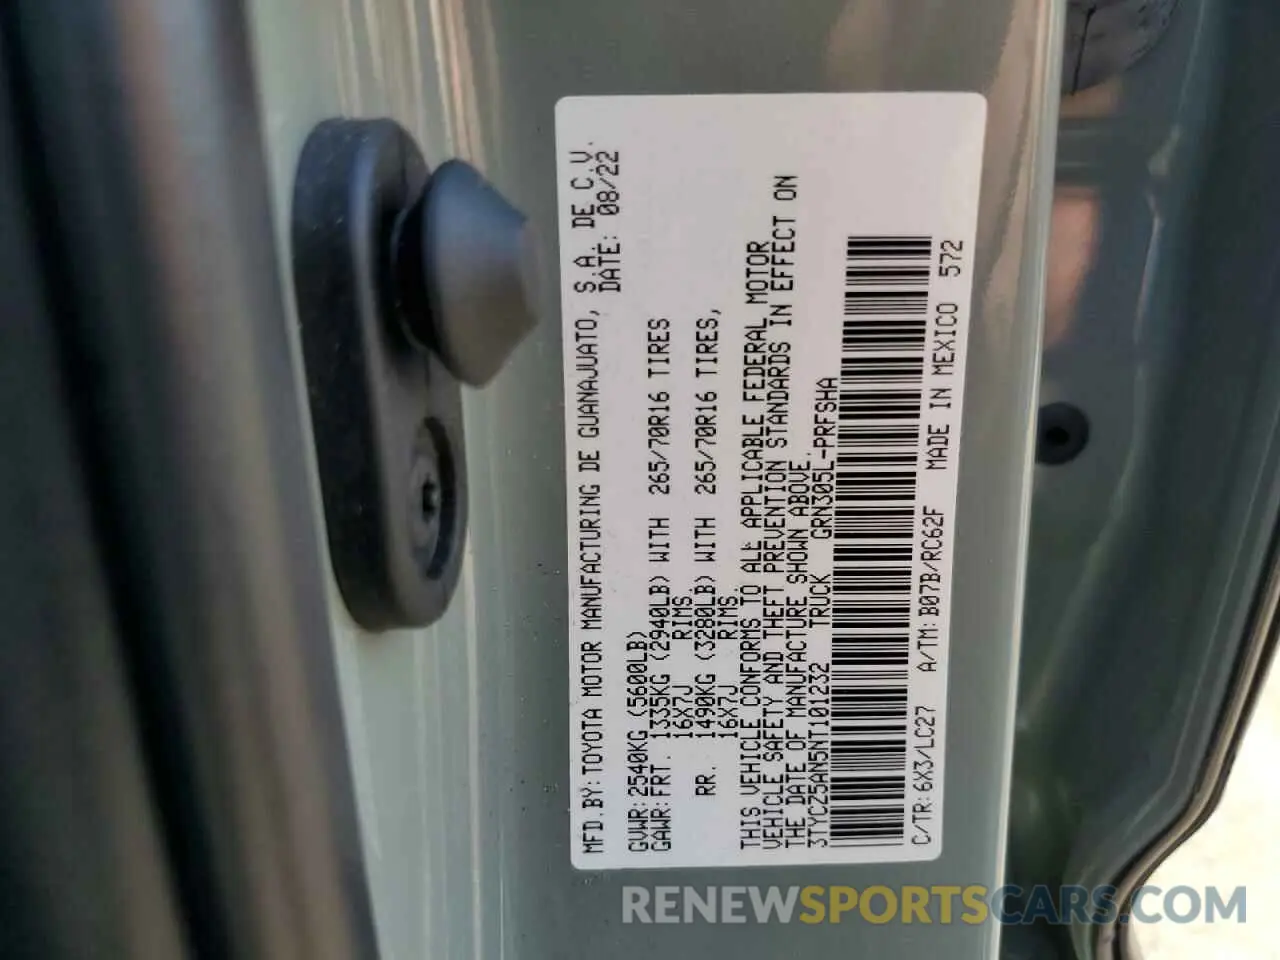 MFD.BY:TOYOTA MOTOR MANUFACTURING DE GUANAJUATO, S.A. DE C.V.
DATE: 08/22
GVWR:2540KG (5600LB)
GAWR:FRT. 1335KG (2940LB) WITH 265/70R16 TIRES
16X7J RIMS,
RR. 1490KG (3280LB) WITH 265/70R16 TIRES,
16X7J RIMS.
THIS VEHICLE CONFORMS TO ALL APPLICABLE FEDERAL MOTOR
VEHICLE SAFETY AND THEFT PREVENTION STANDARDS IN EFFECT ON
THE DATE OF MANUFACTURE SHOWN ABOVE.
3TYCZ5AN5NT101232 TRUCK GRN305L-PRFSHA
C/TR:6X3/LC27 A/TM:B07B/RC62F MADE IN MEXICO 572
RENEWSPORTSCARS.COM